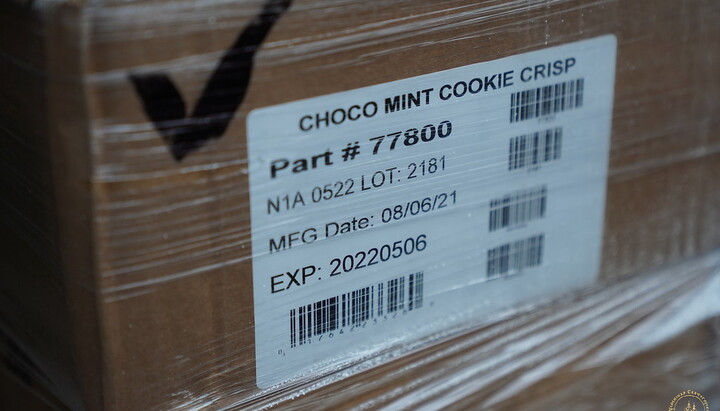 CHOCO MINT COOKIE CRISP
Part # 77800
N1A 0522 LOT: 2181
MFG Date: 08/06/21
EXP: 20220506